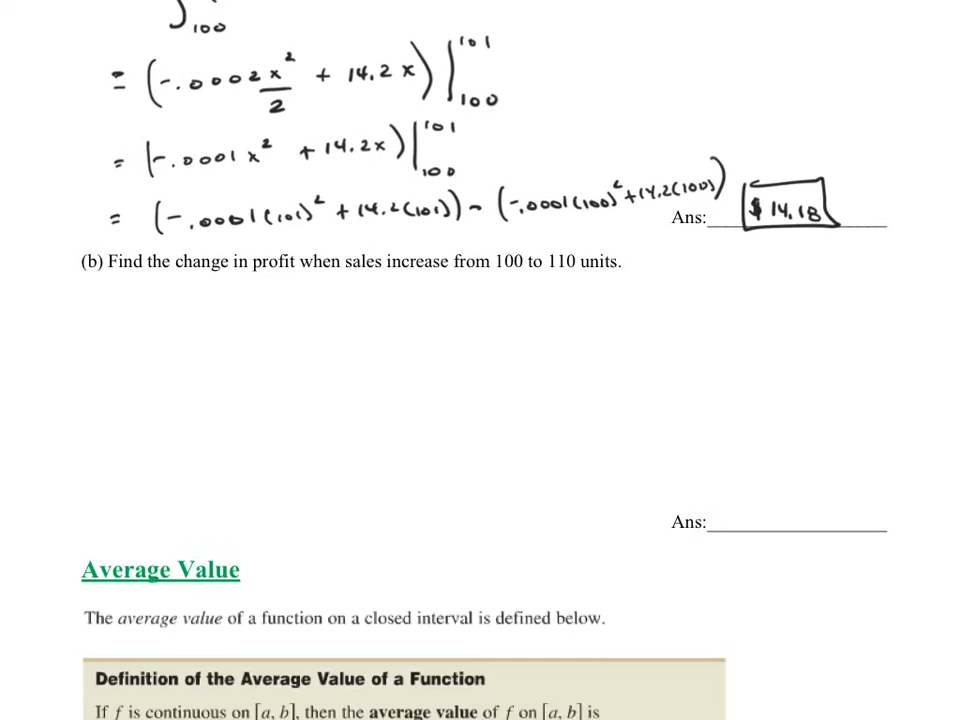 ∫₁₀₀
= (-.0002x²/2 + 14.2x)|₁₀₀¹⁰¹
= (-.0001x² + 14.2x)|₁₀₀¹⁰¹
= (-.0001(101)² + 14.2(101)) - (-.0001(100)² + 14.2(100)) Ans: $14.18
(b) Find the change in profit when sales increase from 100 to 110 units.
Ans:
Average Value
The average value of a function on a closed interval is defined below.
Definition of the Average Value of a Function
If f is continuous on [a, b], then the average value of f on [a, b] is